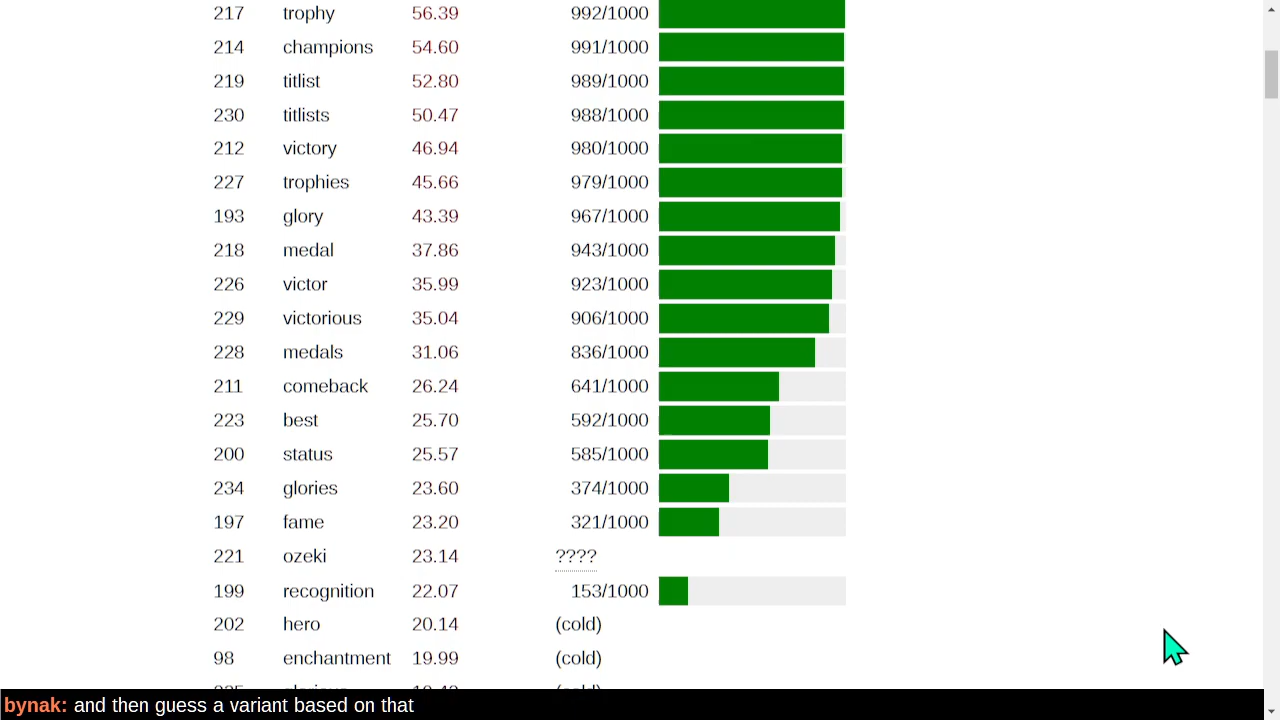 217 trophy 56.39 992/1000
214 champions 54.60 991/1000
219 titlist 52.80 989/1000
230 titlists 50.47 988/1000
212 victory 46.94 980/1000
227 trophies 45.66 979/1000
193 glory 43.39 967/1000
218 medal 37.86 943/1000
226 victor 35.99 923/1000
229 victorious 35.04 906/1000
228 medals 31.06 836/1000
211 comeback 26.24 641/1000
223 best 25.70 592/1000
200 status 25.57 585/1000
234 glories 23.60 374/1000
197 fame 23.20 321/1000
221 ozeki 23.14 ????
199 recognition 22.07 153/1000
202 hero 20.14 (cold)
98 enchantment 19.99 (cold)
bynak: and then guess a variant based on that